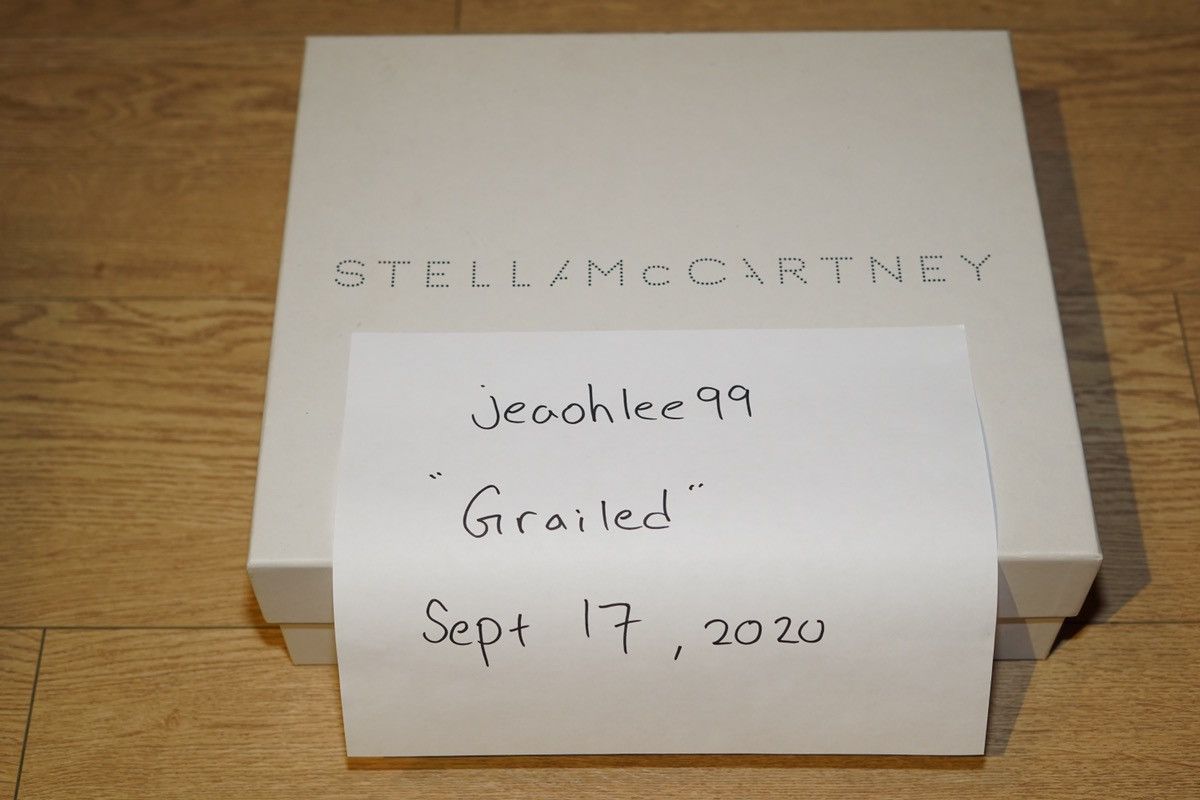 STELLA McCARTNEY
jeaohlee99
"Grailed"
Sept 17, 2020